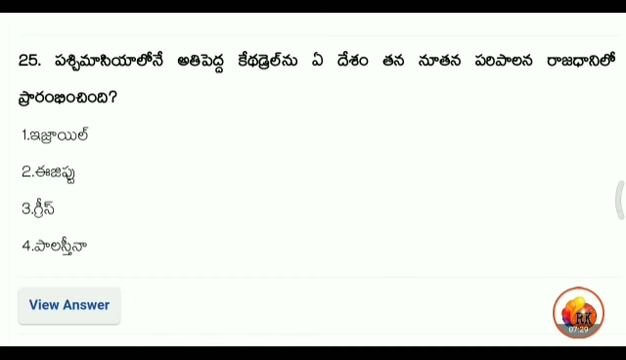 25. పశ్చిమాసియాలోనే అతిపెద్ద కేథడ్రెల్‌ను ఏ దేశం తన నూతన పరిపాలన రాజధానిలో
ప్రారంభించింది?
1.ఇజ్రాయిల్
2.ఈజిప్టు
3.గ్రీస్
4.పాలస్తీనా
View Answer
RK
07:29